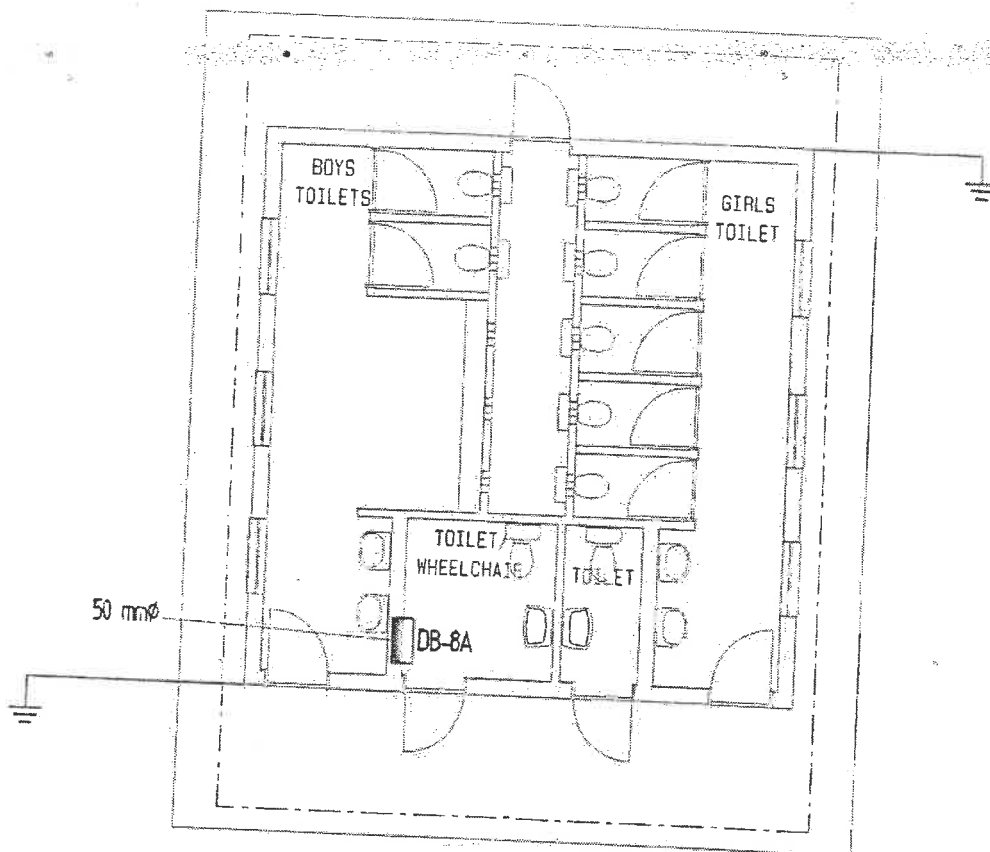 BOYS
TOILETS
GIRLS
TOILET
TOILET
WHEELCHAIR
TOILET
50 mmø
DB-8A